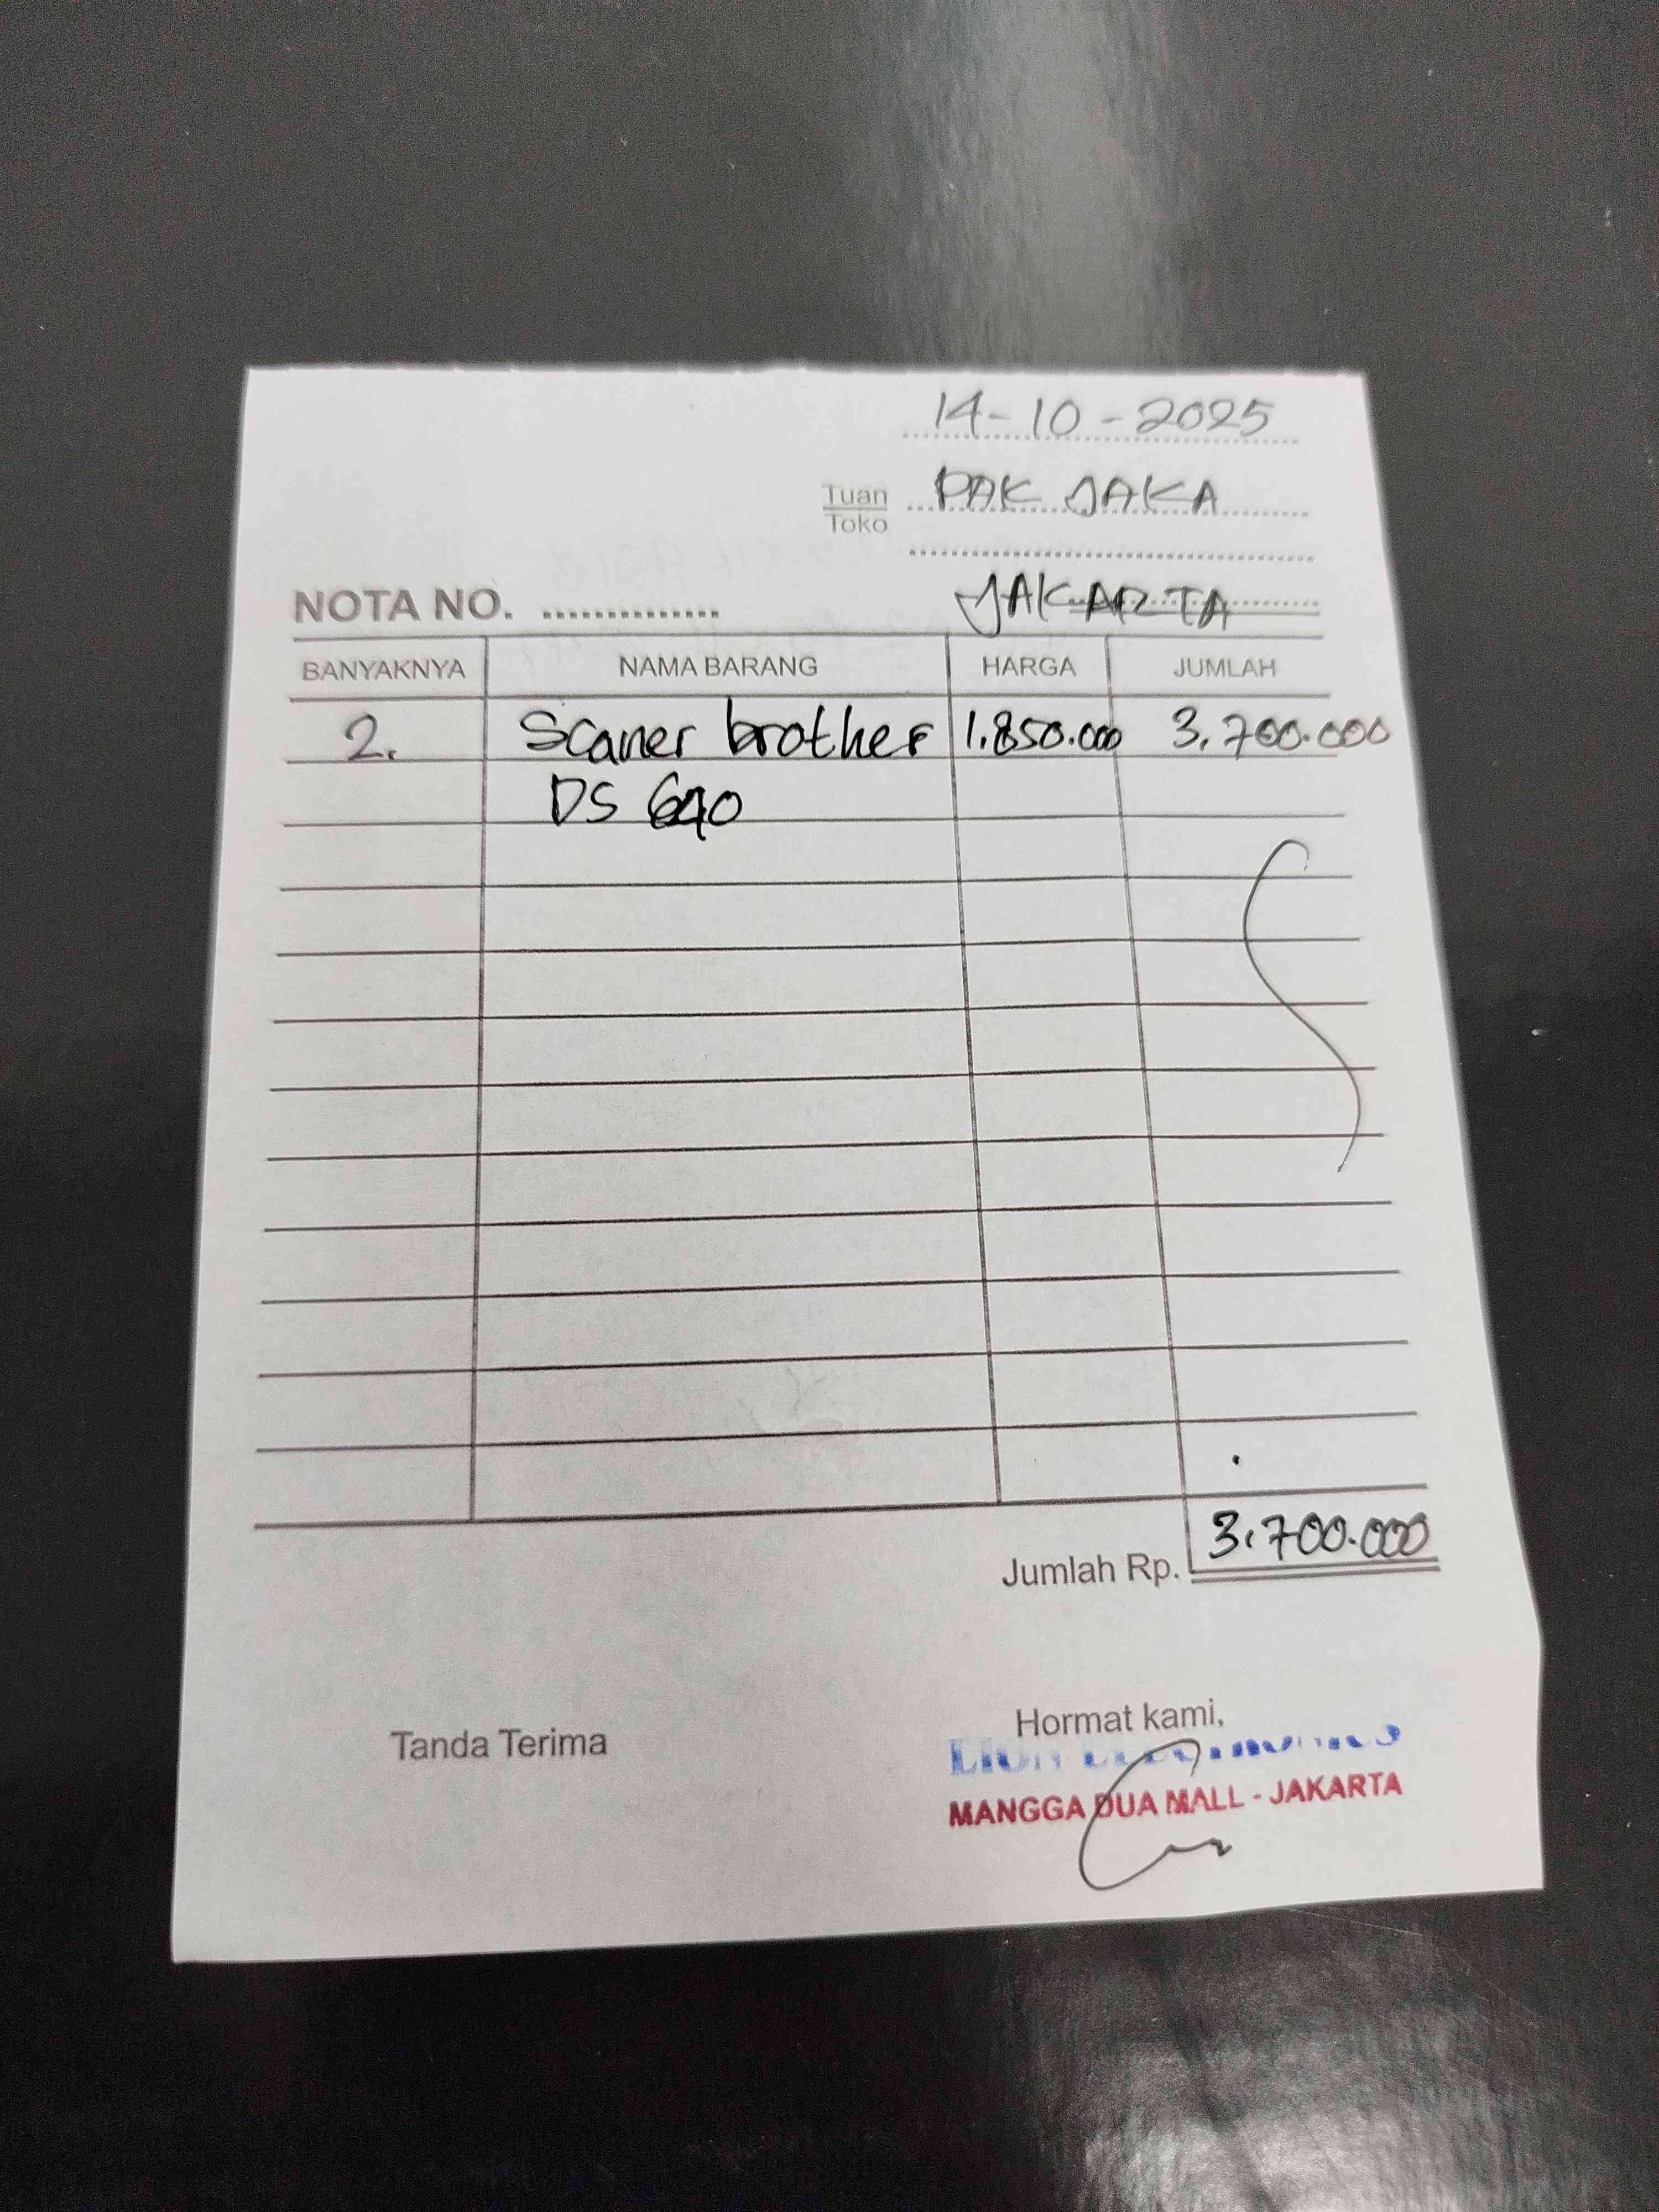 14-10-2025
Tuan PAK JAKA
Toko
NOTA NO. .............. JAKARTA
BANYAKNYA NAMA BARANG HARGA JUMLAH
2. Scaner brother 1.850.000 3.700.000
DS 640
Jumlah Rp. 3.700.000
Tanda Terima Hormat kami,
LION
MANGGA DUA MALL - JAKARTA